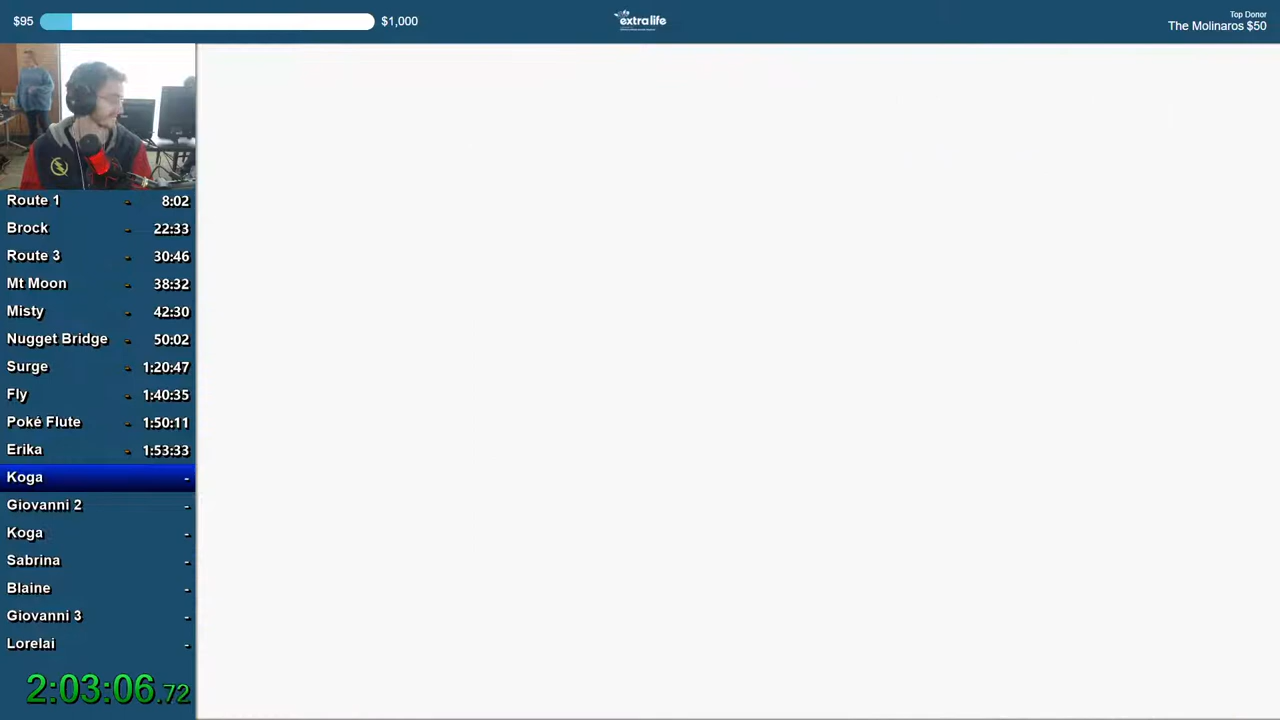 $95 $1,000
extralife
Top Donor
The Molinaros $50
Route 1 - 8:02
Brock - 22:33
Route 3 - 30:46
Mt Moon - 38:32
Misty - 42:30
Nugget Bridge - 50:02
Surge - 1:20:47
Fly - 1:40:35
Poké Flute - 1:50:11
Erika - 1:53:33
Koga -
Giovanni 2 -
Koga -
Sabrina -
Blaine -
Giovanni 3 -
Lorelai -
2:03:06.72